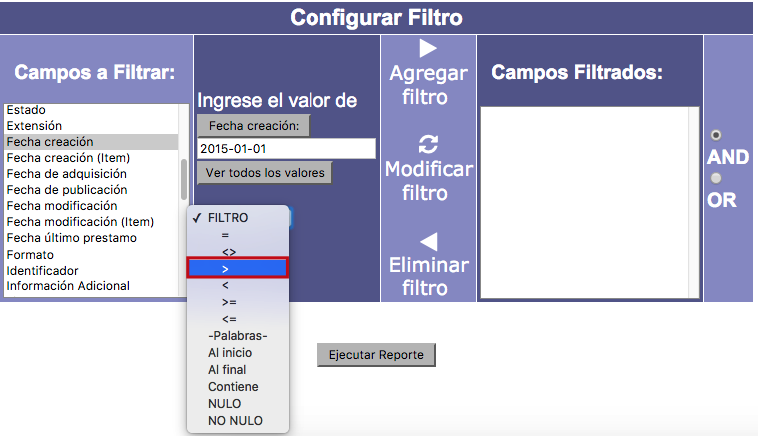 Configurar Filtro
Campos a Filtrar:
Estado
Extensión
Fecha creación
Fecha creación (Item)
Fecha de adquisición
Fecha de publicación
Fecha modificación
Fecha modificación (Item)
Fecha último prestamo
Formato
Identificador
Información Adicional
Ingrese el valor de
Fecha creación:
2015-01-01
Ver todos los valores
✓ FILTRO
=
<>
>
<
>=
<=
-Palabras-
Al inicio
Al final
Contiene
NULO
NO NULO
Agregar
filtro
Modificar
filtro
Eliminar
filtro
Campos Filtrados:
AND
OR
Ejecutar Reporte